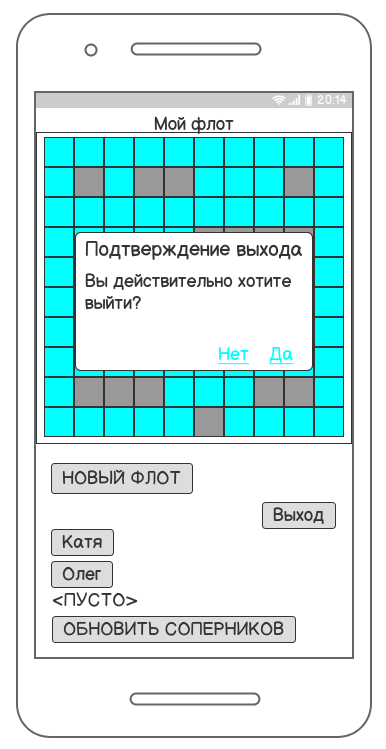 20:14
Мой флот
Подтверждение выхода
Вы действительно хотите
выйти?
Нет Да
НОВЫЙ ФЛОТ
Выход
Катя
Олег
<ПУСТО>
ОБНОВИТЬ СОПЕРНИКОВ